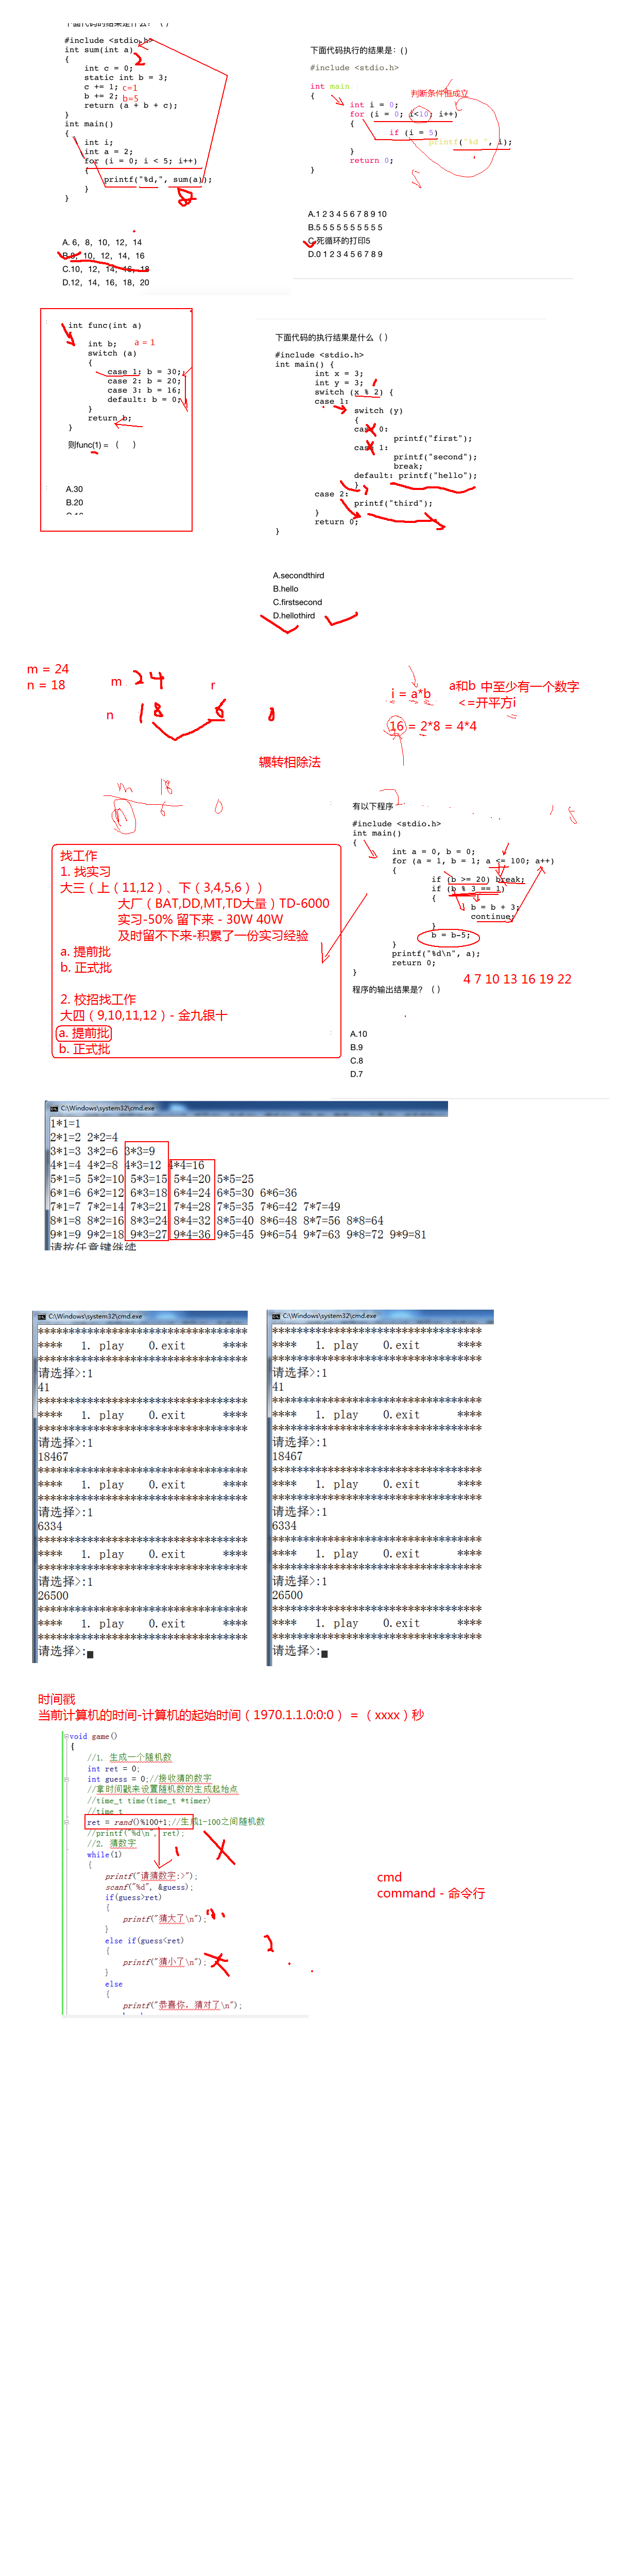 下面代码的结果是什么？（）
#include <stdio.h>
int sum(int a)
{
int c = 0;
static int b = 3;
c += 1; c=1
b += 2; b=5
return (a + b + c);
}
int main()
{
int i;
int a = 2;
for (i = 0; i < 5; i++)
{
printf("%d,", sum(a));
}
}
2
8
A. 6，8，10，12，14
B.8，10，12，14，16
C.10，12，14，16，18
D.12，14，16，18，20
下面代码执行的结果是：()
#include <stdio.h>
int main
判断条件恒成立
{
int i = 0;
for (i = 0; i<10; i++)
{
if (i = 5)
printf("%d ", i);
}
return 0;
}
A.1 2 3 4 5 6 7 8 9 10
B.5 5 5 5 5 5 5 5 5 5
C.死循环的打印5
D.0 1 2 3 4 5 6 7 8 9
int func(int a)
{
int b; a = 1
switch (a)
{
case 1: b = 30;
case 2: b = 20;
case 3: b = 16;
default: b = 0;
}
return b;
}
则func(1) = （ ）
A.30
B.20
下面代码的执行结果是什么（ ）
#include <stdio.h>
int main() {
int x = 3;
int y = 3;
switch (x % 2) {
case 1:
switch (y)
{
case 0:
printf("first");
case 1:
printf("second");
break;
default: printf("hello");
}
case 2:
printf("third");
}
return 0;
}
A.secondthird
B.hello
C.firstsecond
D.hellothird
m = 24
n = 18
m 24 r
n 18 6 0
辗转相除法
m 18
n 6 0
i = a*b
a和b 中至少有一个数字
<=开平方i
16 = 2*8 = 4*4
找工作
1. 找实习
大三（上（11,12）、下（3,4,5,6））
大厂（BAT,DD,MT,TD大量）TD-6000
实习-50% 留下来 - 30W 40W
及时留不下来-积累了一份实习经验
a. 提前批
b. 正式批
2. 校招找工作
大四（9,10,11,12）- 金九银十
a. 提前批
b. 正式批
有以下程序
#include <stdio.h>
int main()
{
int a = 0, b = 0;
for (a = 1, b = 1; a <= 100; a++)
{
if (b >= 20) break;
if (b % 3 == 1)
{
b = b + 3;
continue;
}
b = b-5;
}
printf("%d\n", a);
return 0;
}
4 7 10 13 16 19 22
程序的输出结果是？（）
A.10
B.9
C.8
D.7
C:\Windows\system32\cmd.exe
1*1=1
2*1=2 2*2=4
3*1=3 3*2=6 3*3=9
4*1=4 4*2=8 4*3=12 4*4=16
5*1=5 5*2=10 5*3=15 5*4=20 5*5=25
6*1=6 6*2=12 6*3=18 6*4=24 6*5=30 6*6=36
7*1=7 7*2=14 7*3=21 7*4=28 7*5=35 7*6=42 7*7=49
8*1=8 8*2=16 8*3=24 8*4=32 8*5=40 8*6=48 8*7=56 8*8=64
9*1=9 9*2=18 9*3=27 9*4=36 9*5=45 9*6=54 9*7=63 9*8=72 9*9=81
请按任意键继续
C:\Windows\system32\cmd.exe
**********************************
**** 1. play 0.exit ****
**********************************
请选择>:1
41
**********************************
**** 1. play 0.exit ****
**********************************
请选择>:1
18467
**********************************
**** 1. play 0.exit ****
**********************************
请选择>:1
6334
**********************************
**** 1. play 0.exit ****
**********************************
请选择>:1
26500
**********************************
**** 1. play 0.exit ****
**********************************
请选择>:
C:\Windows\system32\cmd.exe
**********************************
**** 1. play 0.exit ****
**********************************
请选择>:1
41
**********************************
**** 1. play 0.exit ****
**********************************
请选择>:1
18467
**********************************
**** 1. play 0.exit ****
**********************************
请选择>:1
6334
**********************************
**** 1. play 0.exit ****
**********************************
请选择>:1
26500
**********************************
**** 1. play 0.exit ****
**********************************
请选择>:
时间戳
当前计算机的时间-计算机的起始时间（1970.1.1.0:0:0） = （xxxx）秒
void game()
{
//1. 生成一个随机数
int ret = 0;
int guess = 0;//接收猜的数字
//拿时间戳来设置随机数的生成起始点
//time_t time(time_t *timer)
//time_t
ret = rand()%100+1;//生成1-100之间随机数
//printf("%d\n", ret);
//2. 猜数字
while(1)
{
printf("请猜数字:>");
scanf("%d", &guess);
if(guess>ret)
{
printf("猜大了\n");
}
else if(guess<ret)
{
printf("猜小了\n");
}
else
{
printf("恭喜你，猜对了\n");
cmd
command - 命令行